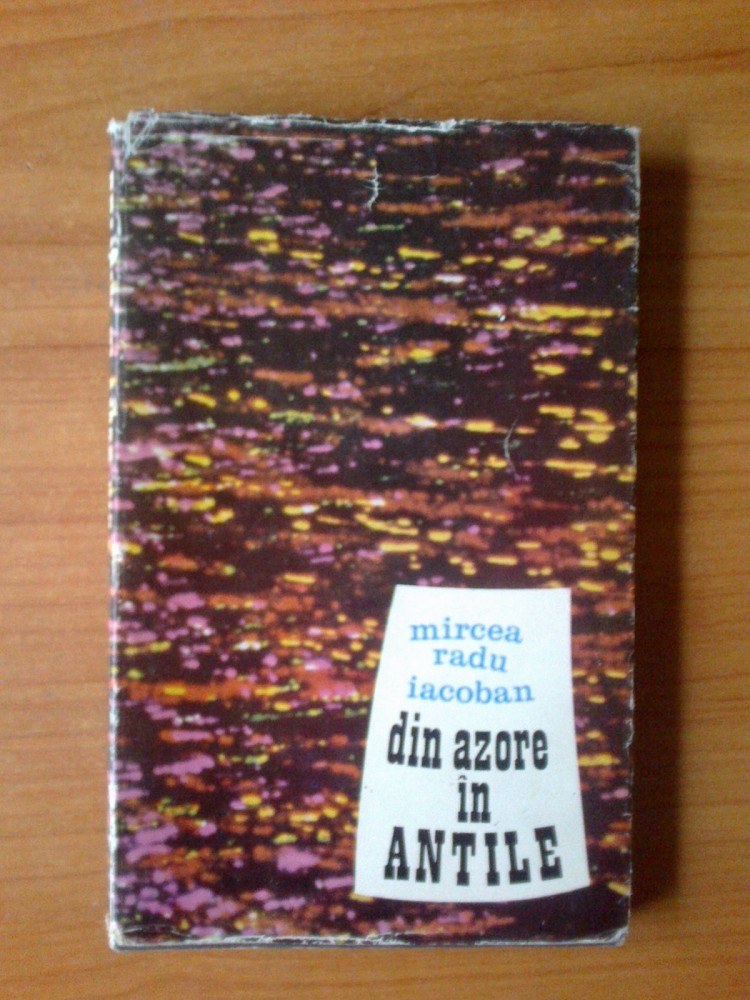 mircea
radu
iacoban
din azore
în
ANTILE